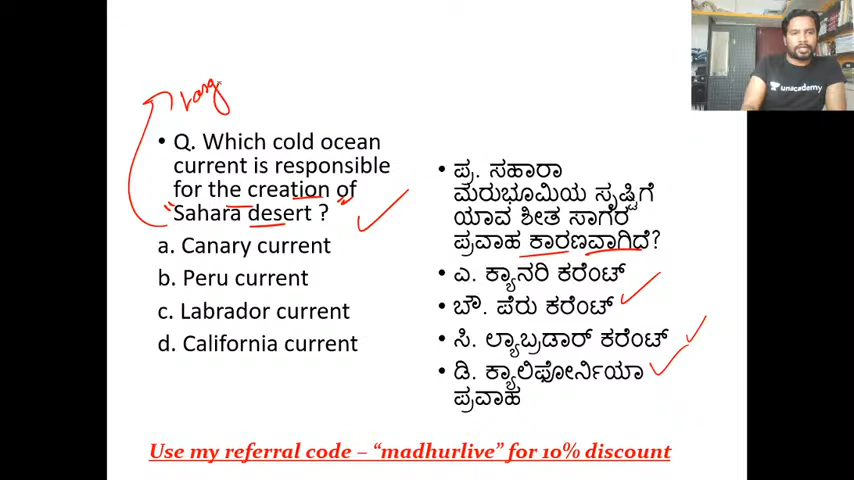 unacademy
Q. Which cold ocean
current is responsible
for the creation of
Sahara desert ?
a. Canary current
b. Peru current
c. Labrador current
d. California current
ಪ್ರ. ಸಹಾರಾ
ಮರುಭೂಮಿಯ ಸೃಷ್ಟಿಗೆ
ಯಾವ ಶೀತ ಸಾಗರ
ಪ್ರವಾಹ ಕಾರಣವಾಗಿದೆ?
ಎ. ಕ್ಯಾನರಿ ಕರೆಂಟ್
ಬೌ. ಪೆರು ಕರೆಂಟ್
ಸಿ. ಲ್ಯಾಬ್ರಡಾರ್ ಕರೆಂಟ್
ಡಿ. ಕ್ಯಾಲಿಫೋರ್ನಿಯಾ
ಪ್ರವಾಹ
Use my referral code – “madhurlive” for 10% discount